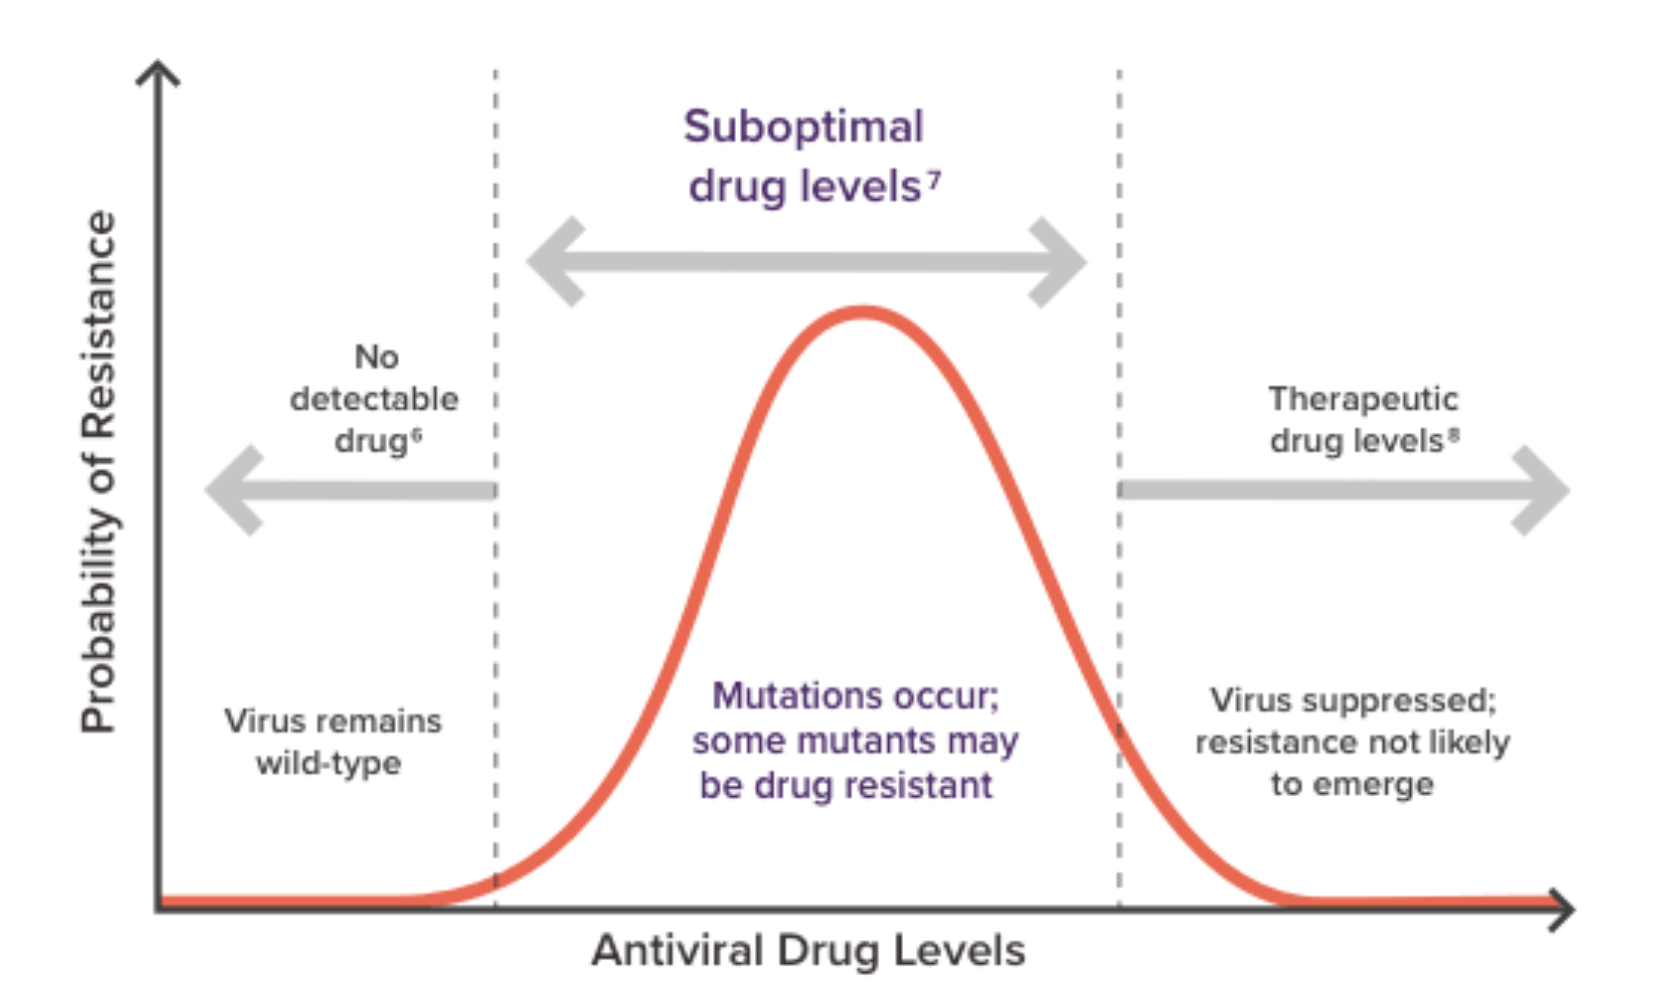 Suboptimal
drug levels⁷
No
detectable
drug⁶
Therapeutic
drug levels⁸
Probability of Resistance
Virus remains
wild-type
Mutations occur;
some mutants may
be drug resistant
Virus suppressed;
resistance not likely
to emerge
Antiviral Drug Levels